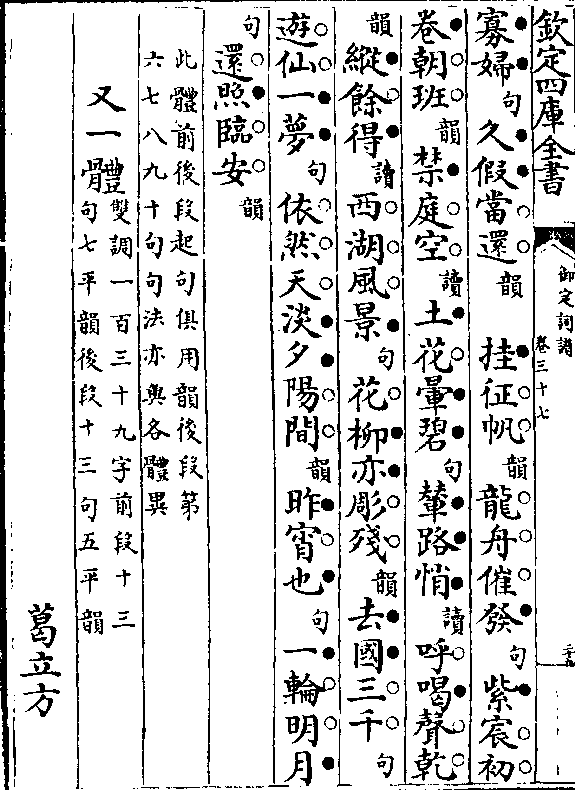 欽定四庫全書
御定詞譜
卷三十七
寡婦句久假當還韻挂征帆韻龍舟催發句紫宸初
卷朝班韻禁庭空讀土花暈碧句輦路悄讀呼喝聲乾
韻縱餘得讀西湖風景句花柳亦彫殘韻去國三千句
遊仙一夢句依然天淡夕陽間韻昨宵也句一輪明月
句還照臨安韻
此體前後段起句俱用韻後段第
六七八九十句句法亦與各體異
又一體雙調一百三十九字前段十三
句七平韻後段十三句五平韻
葛立方